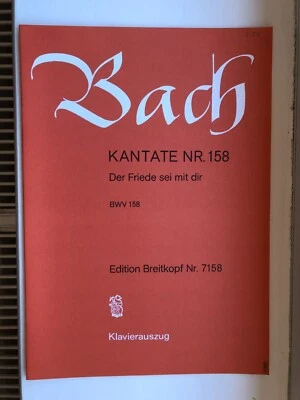 Bach
KANTATE NR. 158
Der Friede sei mit dir
BWV 158
Edition Breitkopf Nr. 7158
Klavierauszug